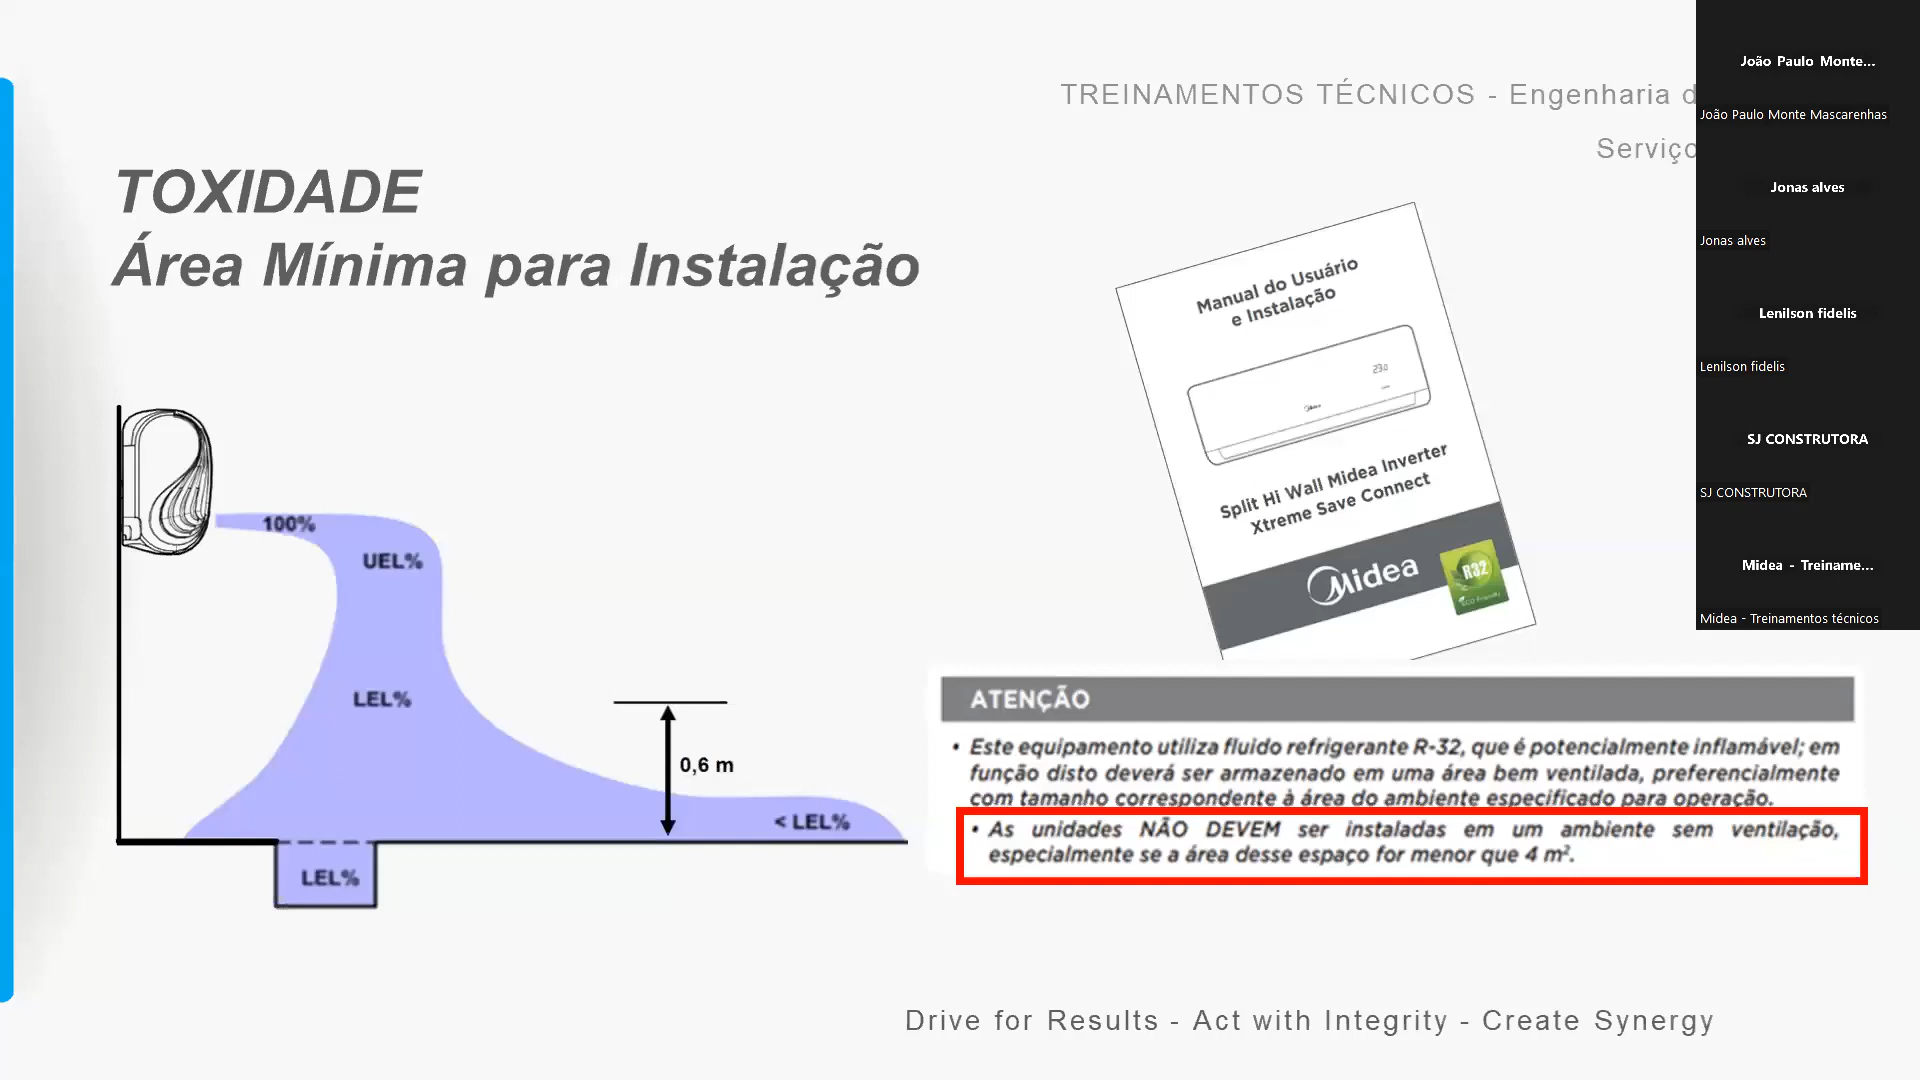 TREINAMENTOS TÉCNICOS - Engenharia d
Serviço
TOXIDADE
Área Mínima para Instalação
100%
UEL%
LEL%
0,6 m
< LEL%
LEL%
Manual do Usuário
e Instalação
23.0
Midea
Split Hi Wall Midea Inverter
Xtreme Save Connect
Midea
R32
ECO Friendly
ATENÇÃO
• Este equipamento utiliza fluido refrigerante R-32, que é potencialmente inflamável; em
função disto deverá ser armazenado em uma área bem ventilada, preferencialmente
com tamanho correspondente à área do ambiente especificado para operação.
• As unidades NÃO DEVEM ser instaladas em um ambiente sem ventilação,
especialmente se a área desse espaço for menor que 4 m².
Drive for Results - Act with Integrity - Create Synergy
João Paulo Monte...
João Paulo Monte Mascarenhas
Jonas alves
Jonas alves
Lenilson fidelis
Lenilson fidelis
SJ CONSTRUTORA
SJ CONSTRUTORA
Midea - Treiname...
Midea - Treinamentos técnicos